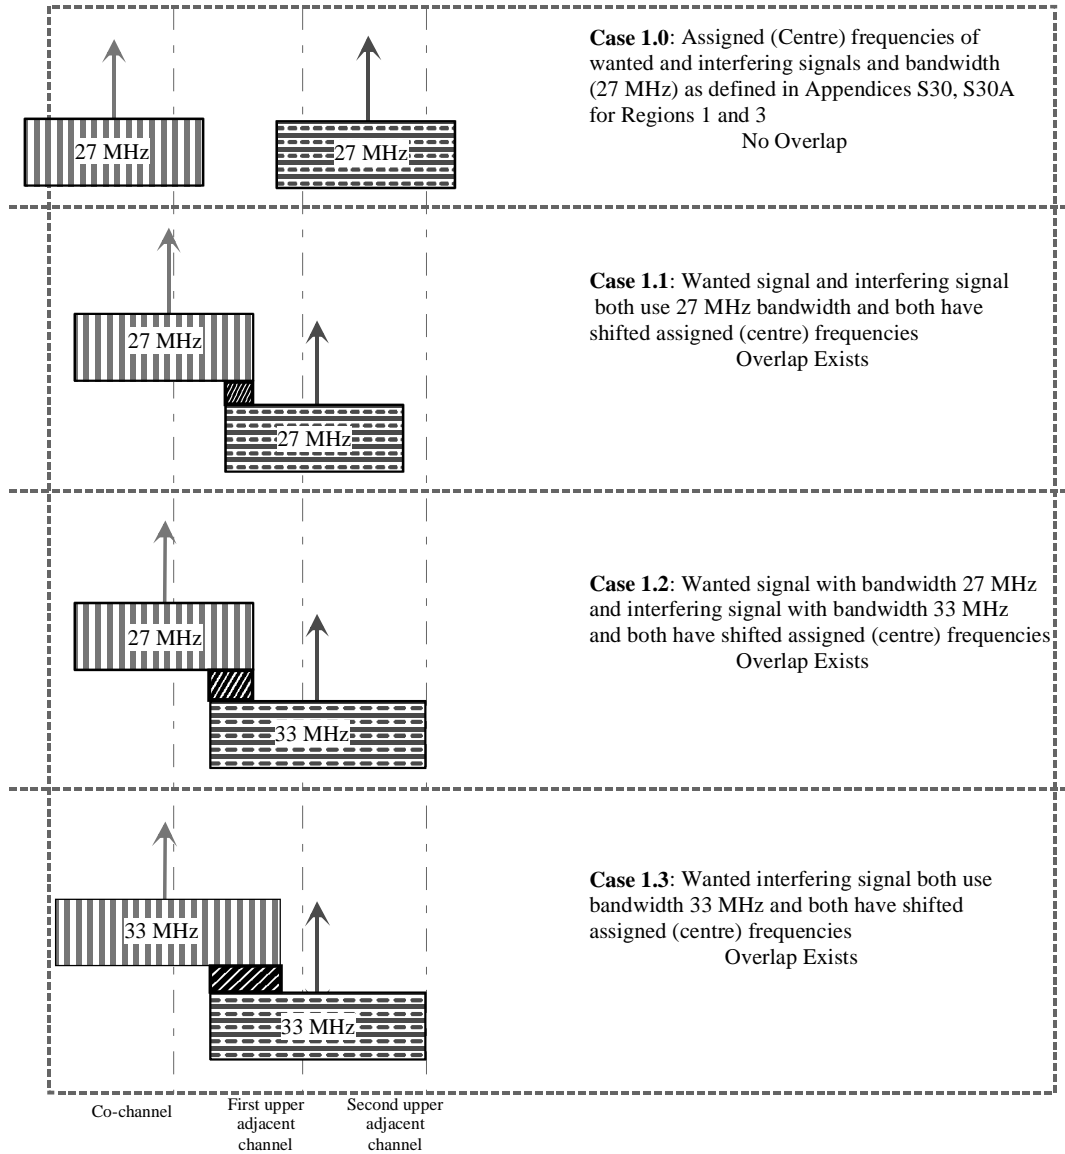 Case 1.0: Assigned (Centre) frequencies of
wanted and interfering signals and bandwidth
(27 MHz) as defined in Appendices S30, S30A
for Regions 1 and 3
No Overlap
27 MHz
27 MHz
Case 1.1: Wanted signal and interfering signal
both use 27 MHz bandwidth and both have
shifted assigned (centre) frequencies
Overlap Exists
27 MHz
27 MHz
Case 1.2: Wanted signal with bandwidth 27 MHz
and interfering signal with bandwidth 33 MHz
and both have shifted assigned (centre) frequencies
Overlap Exists
27 MHz
33 MHz
Case 1.3: Wanted interfering signal both use
bandwidth 33 MHz and both have shifted
assigned (centre) frequencies
Overlap Exists
33 MHz
33 MHz
Co-channel
First upper
adjacent
channel
Second upper
adjacent
channel